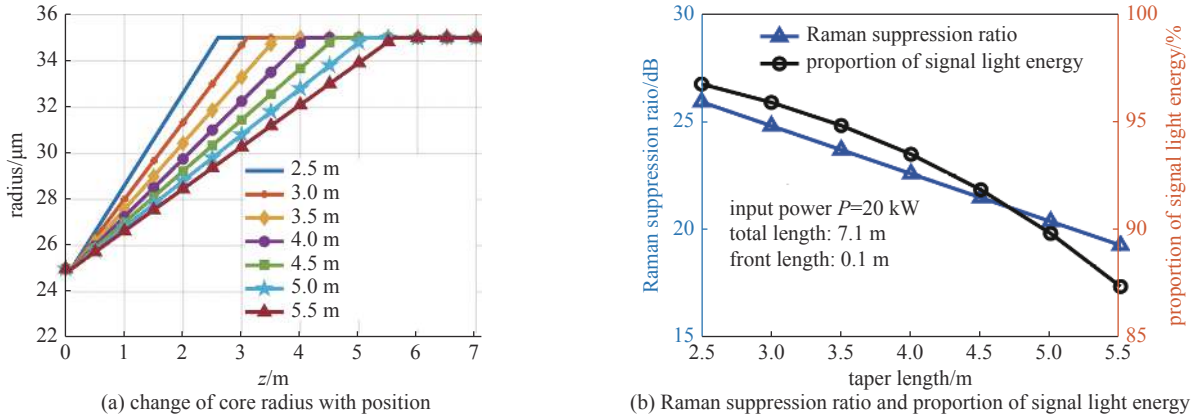 36
34
32
30
28
26
24
22
radius/μm
0
1
2
3
4
5
6
7
z/m
2.5 m
3.0 m
3.5 m
4.0 m
4.5 m
5.0 m
5.5 m
(a) change of core radius with position
30
25
20
15
Raman suppression raio/dB
100
95
90
85
proportion of signal light energy/%
Raman suppression ratio
proportion of signal light energy
input power P=20 kW
total length: 7.1 m
front length: 0.1 m
2.5
3.0
3.5
4.0
4.5
5.0
5.5
taper length/m
(b) Raman suppression ratio and proportion of signal light energy